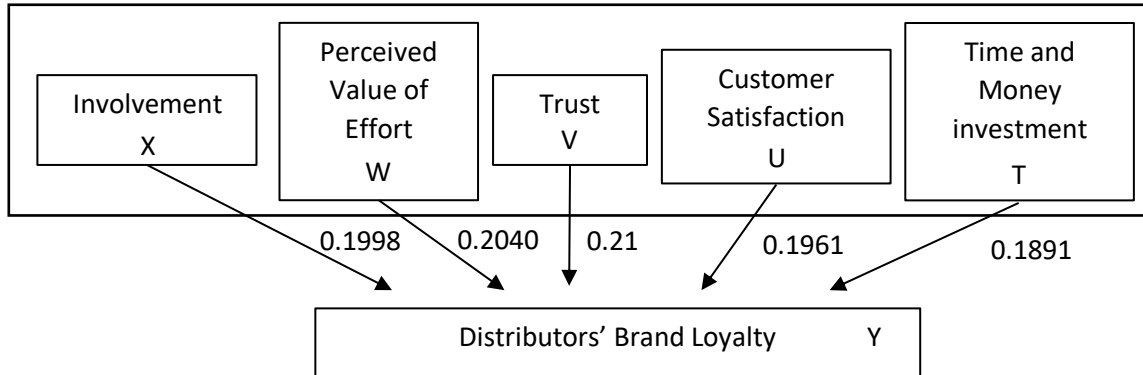 Involvement
X
Perceived
Value of
Effort
W
Trust
V
Customer
Satisfaction
U
Time and
Money
investment
T
0.1998
0.2040
0.21
0.1961
0.1891
Distributors’ Brand Loyalty Y